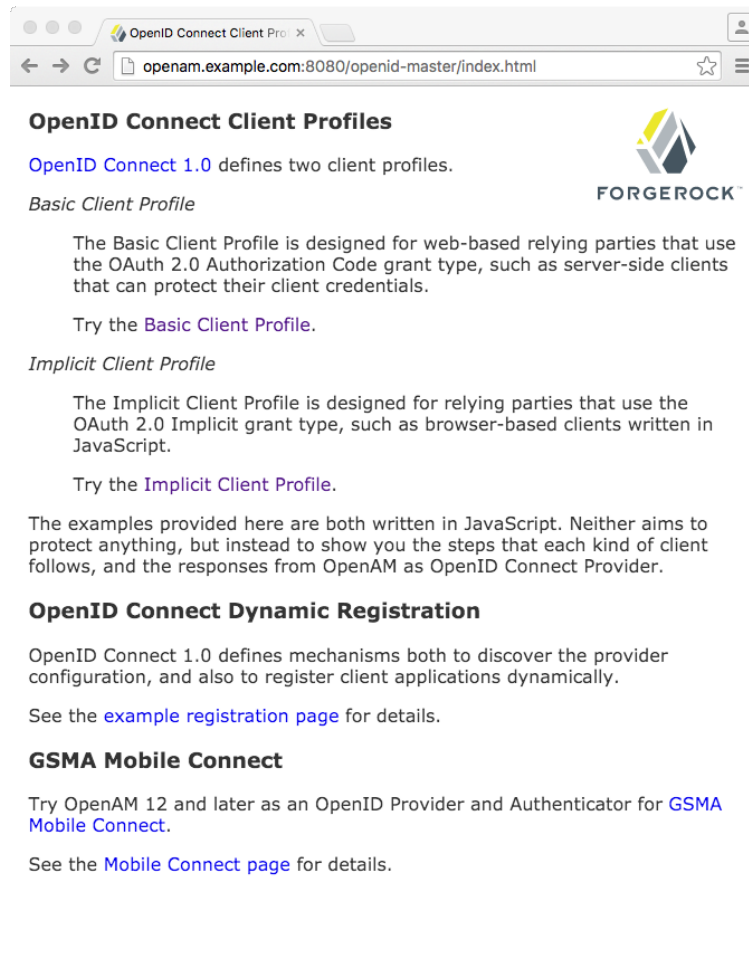 OpenID Connect Client Pro
openam.example.com:8080/openid-master/index.html
OpenID Connect Client Profiles
OpenID Connect 1.0 defines two client profiles.
FORGEROCK™
Basic Client Profile
The Basic Client Profile is designed for web-based relying parties that use
the OAuth 2.0 Authorization Code grant type, such as server-side clients
that can protect their client credentials.
Try the Basic Client Profile.
Implicit Client Profile
The Implicit Client Profile is designed for relying parties that use the
OAuth 2.0 Implicit grant type, such as browser-based clients written in
JavaScript.
Try the Implicit Client Profile.
The examples provided here are both written in JavaScript. Neither aims to
protect anything, but instead to show you the steps that each kind of client
follows, and the responses from OpenAM as OpenID Connect Provider.
OpenID Connect Dynamic Registration
OpenID Connect 1.0 defines mechanisms both to discover the provider
configuration, and also to register client applications dynamically.
See the example registration page for details.
GSMA Mobile Connect
Try OpenAM 12 and later as an OpenID Provider and Authenticator for GSMA
Mobile Connect.
See the Mobile Connect page for details.